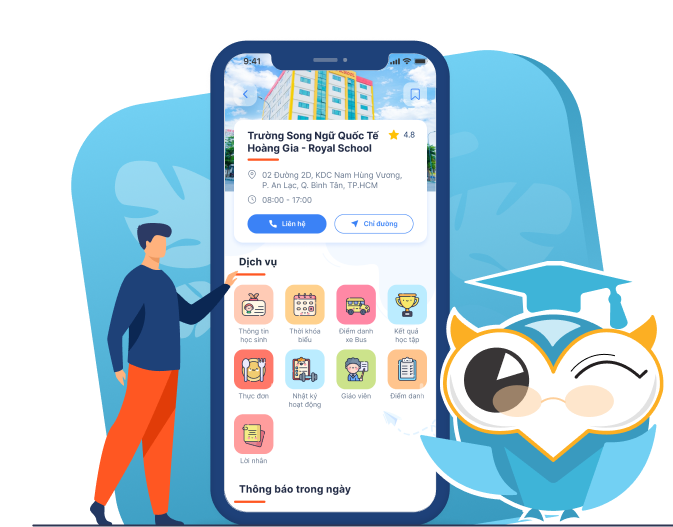 9:41
Trường Song Ngữ Quốc Tế
Hoàng Gia - Royal School
4.8
02 Đường 2D, KDC Nam Hùng Vương,
P. An Lạc, Q. Bình Tân, TP.HCM
08:00 - 17:00
Liên hệ
Chỉ đường
Dịch vụ
Thông tin
học sinh
Thời khóa
biểu
Điểm danh
xe Bus
Kết quả
học tập
Thực đơn
Nhật ký
hoạt động
Giáo viên
Điểm danh
Lời nhắn
Thông báo trong ngày